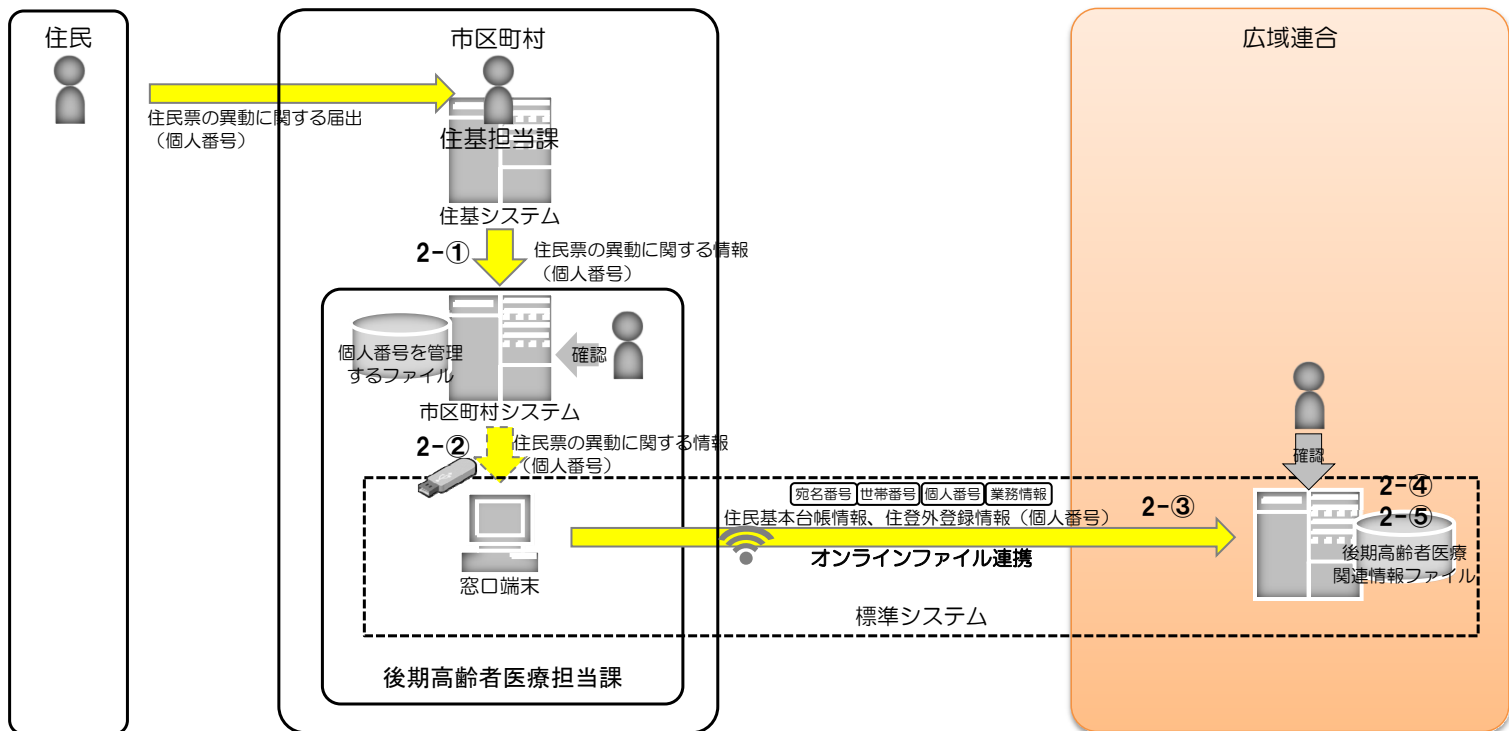 住民
市区町村
広域連合
住民票の異動に関する届出
（個人番号）
住基担当課
住基システム
2-①
住民票の異動に関する情報
（個人番号）
個人番号を管理
するファイル
確認
市区町村システム
2-②
住民票の異動に関する情報
（個人番号）
宛名番号 世帯番号 個人番号 業務情報
住民基本台帳情報、住登外登録情報（個人番号）
2-③
オンラインファイル連携
窓口端末
標準システム
後期高齢者医療担当課
確認
2-④
2-⑤
後期高齢者医療
関連情報ファイル